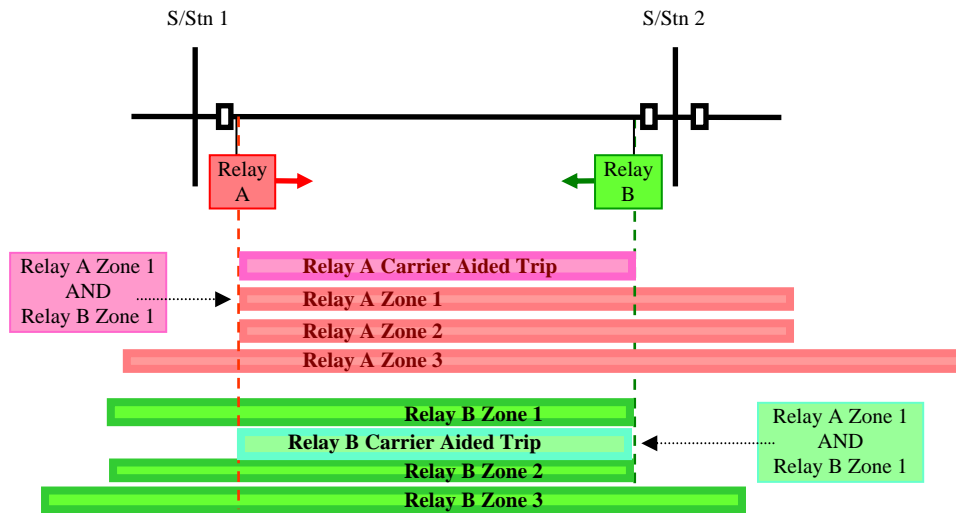 S/Stn 1
S/Stn 2
Relay
A
Relay
B
Relay A Zone 1
AND
Relay B Zone 1
Relay A Carrier Aided Trip
Relay A Zone 1
Relay A Zone 2
Relay A Zone 3
Relay B Zone 1
Relay B Carrier Aided Trip
Relay B Zone 2
Relay B Zone 3
Relay A Zone 1
AND
Relay B Zone 1